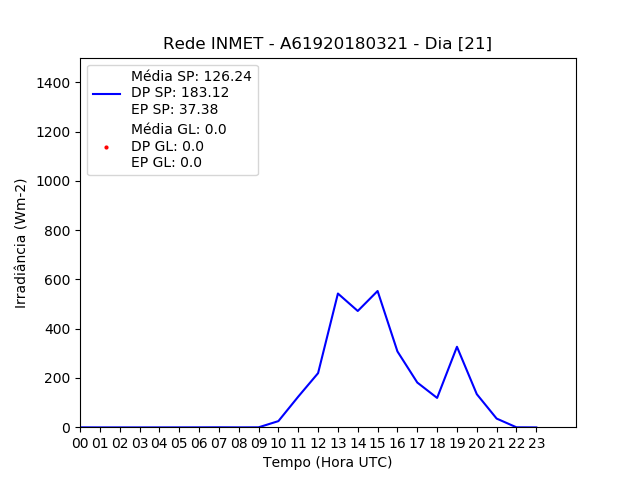 Rede INMET - A61920180321 - Dia [21]
Média SP: 126.24
DP SP: 183.12
EP SP: 37.38
Média GL: 0.0
DP GL: 0.0
EP GL: 0.0
1400
1200
1000
800
600
400
200
0
Irradiância (Wm-2)
00 01 02 03 04 05 06 07 08 09 10 11 12 13 14 15 16 17 18 19 20 21 22 23
Tempo (Hora UTC)